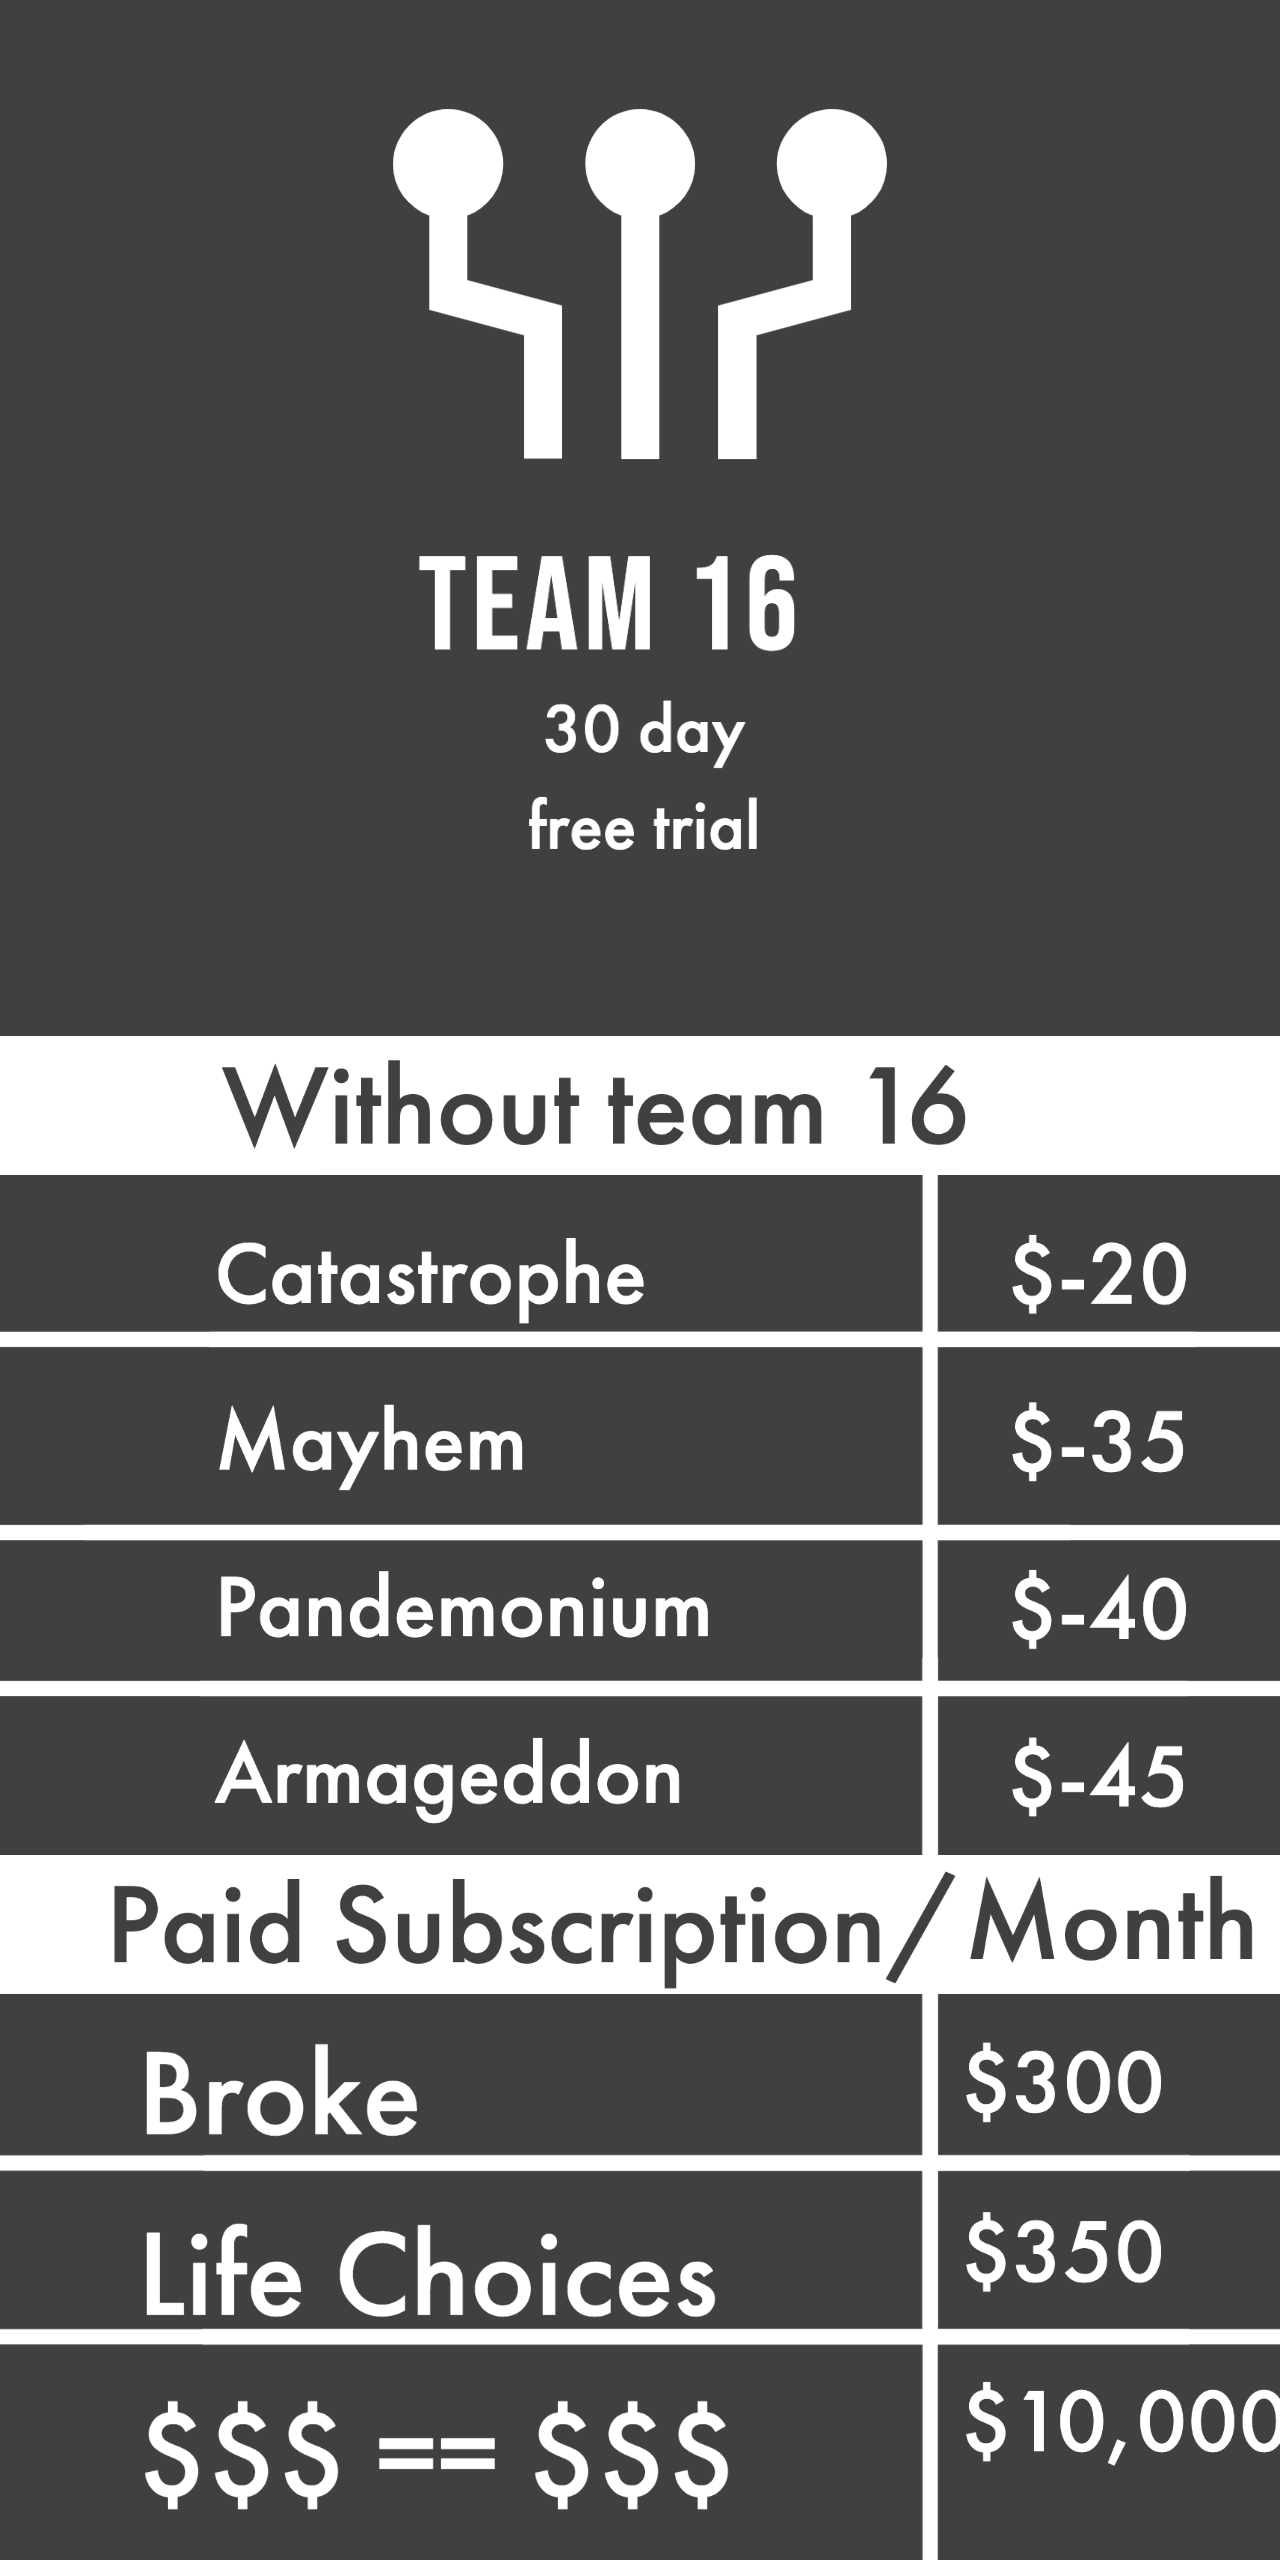 TEAM 16
30 day
free trial
Without team 16
Catastrophe $-20
Mayhem $-35
Pandemonium $-40
Armageddon $-45
Paid Subscription/Month
Broke $300
Life Choices $350
$$$ == $$$ $10,000